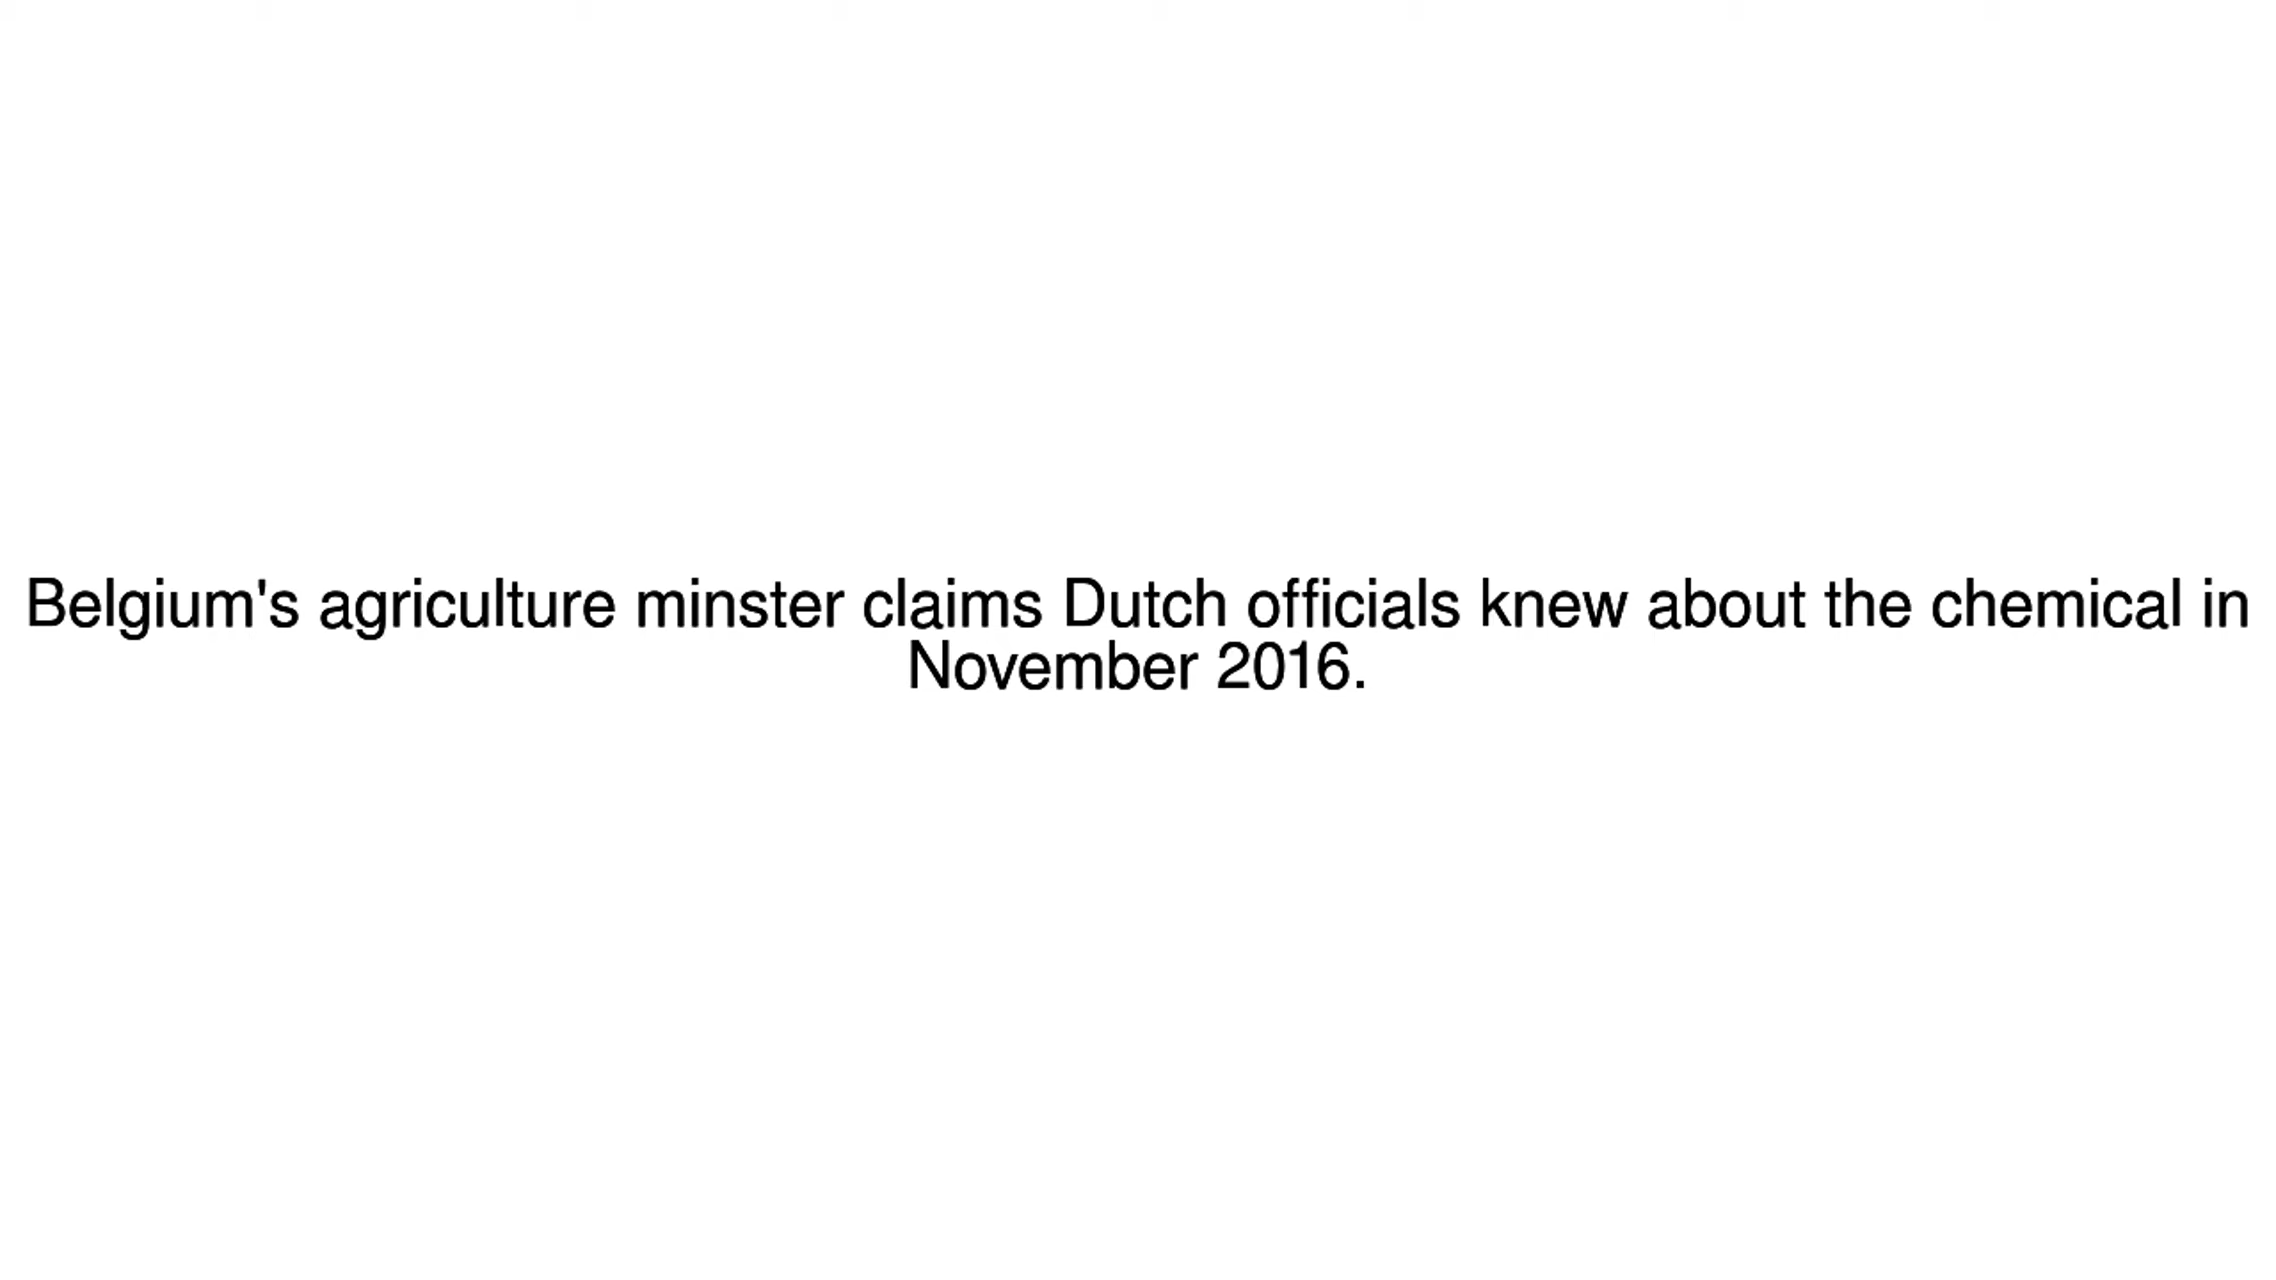 Belgium's agriculture minster claims Dutch officials knew about the chemical in
November 2016.